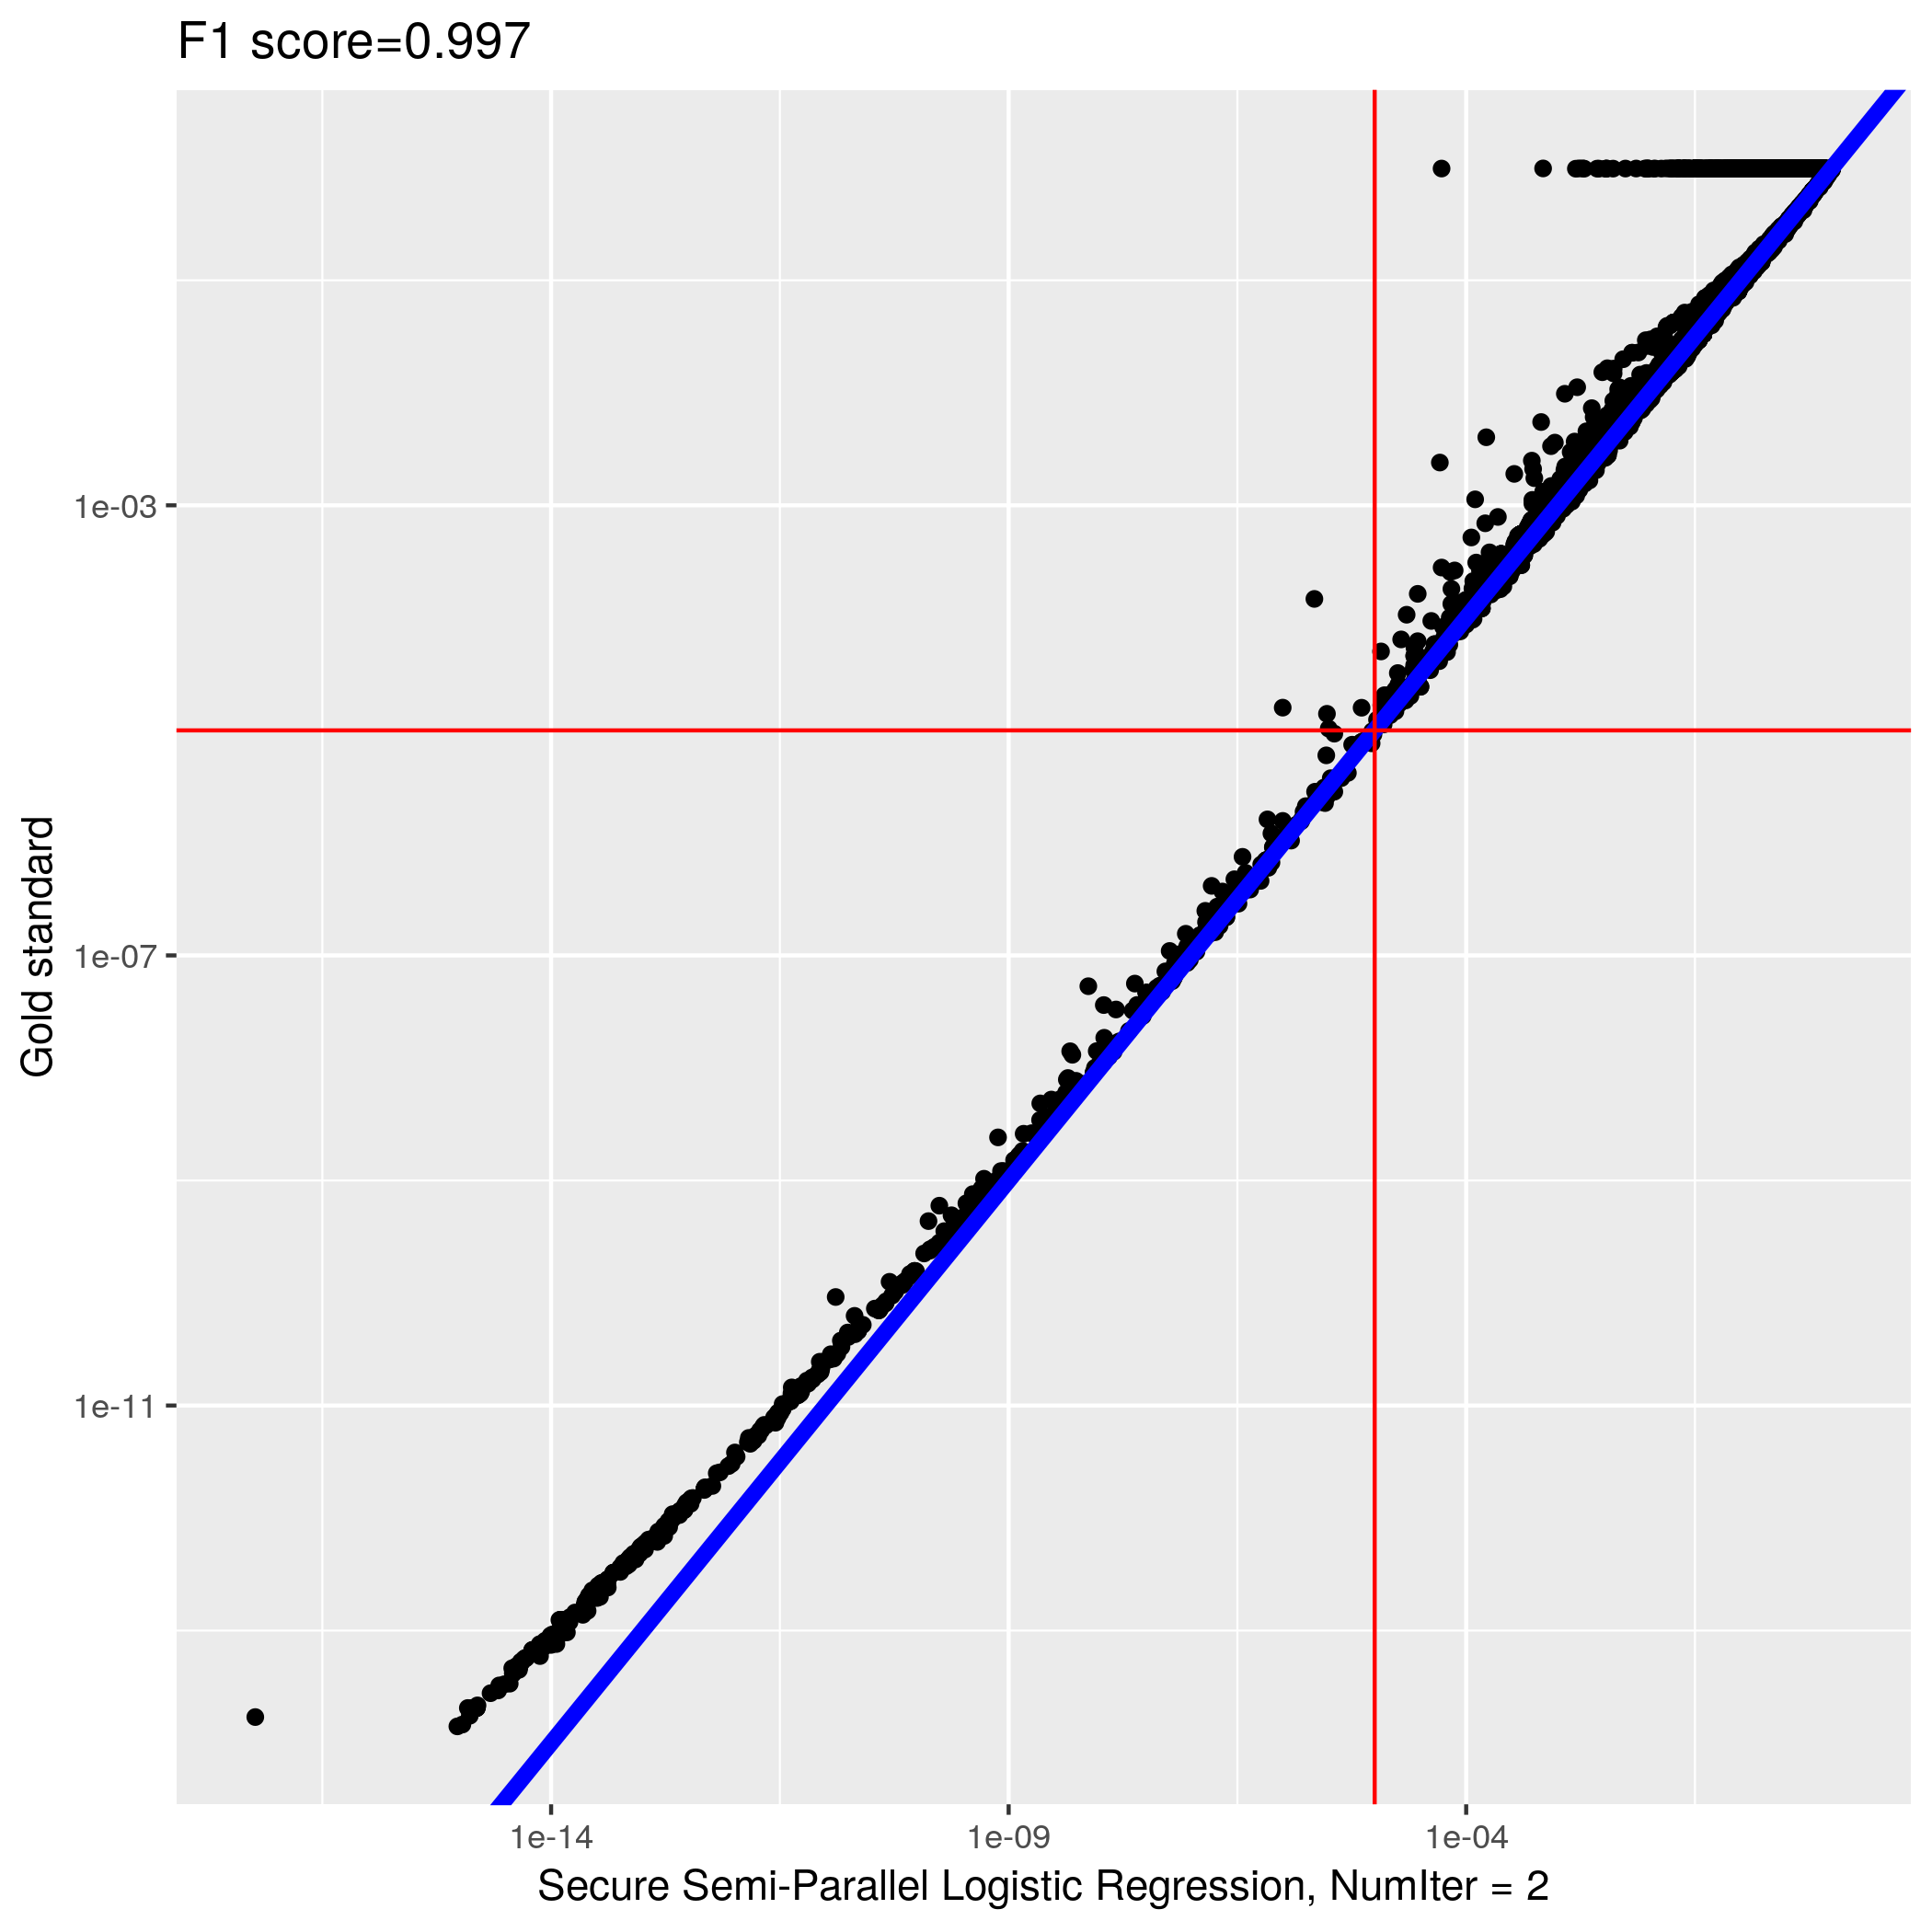 F1 score=0.997
Gold standard
1e-03
1e-07
1e-11
1e-14
1e-09
1e-04
Secure Semi-Parallel Logistic Regression, NumIter = 2